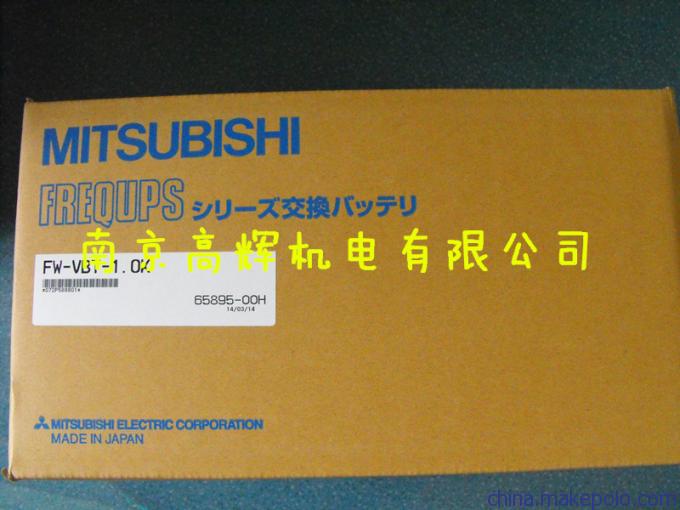 MITSUBISHI
FREQUPS シリーズ交換バッテリ
南京高辉机电有限公司
FW-VBT-1.0K
65895-00H
14/03/14
MITSUBISHI ELECTRIC CORPORATION
MADE IN JAPAN
china.makepolo.com